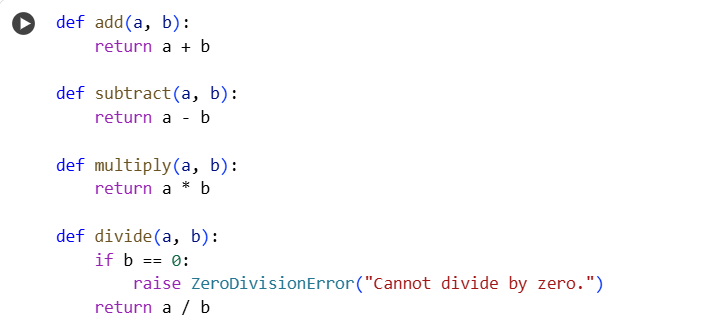 def add(a, b):
    return a + b
def subtract(a, b):
    return a - b
def multiply(a, b):
    return a * b
def divide(a, b):
    if b == 0:
        raise ZeroDivisionError("Cannot divide by zero.")
    return a / b